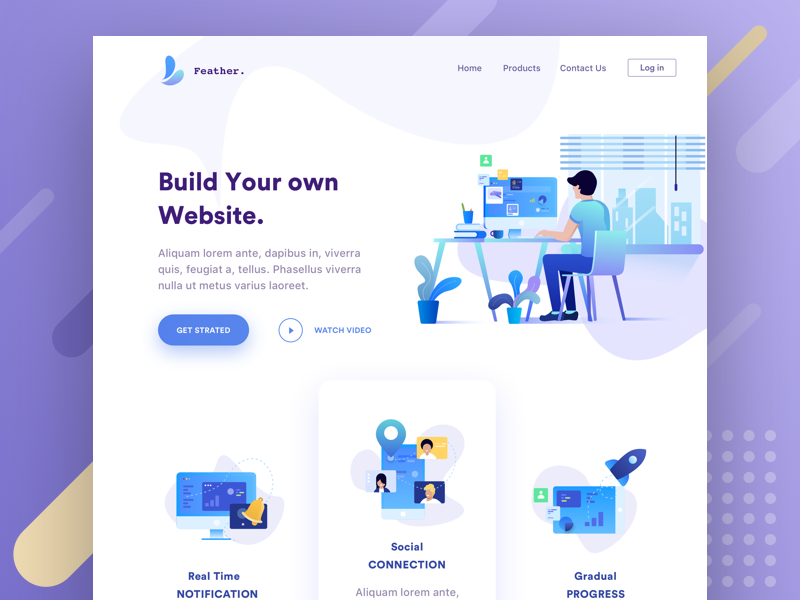 Feather.
Home Products Contact Us Log in
Build Your own
Website.
Aliquam lorem ante, dapibus in, viverra
quis, feugiat a, tellus. Phasellus viverra
nulla ut metus varius laoreet.
GET STRATED
WATCH VIDEO
Real Time
NOTIFICATION
Social
CONNECTION
Aliquam lorem ante,
Gradual
PROGRESS